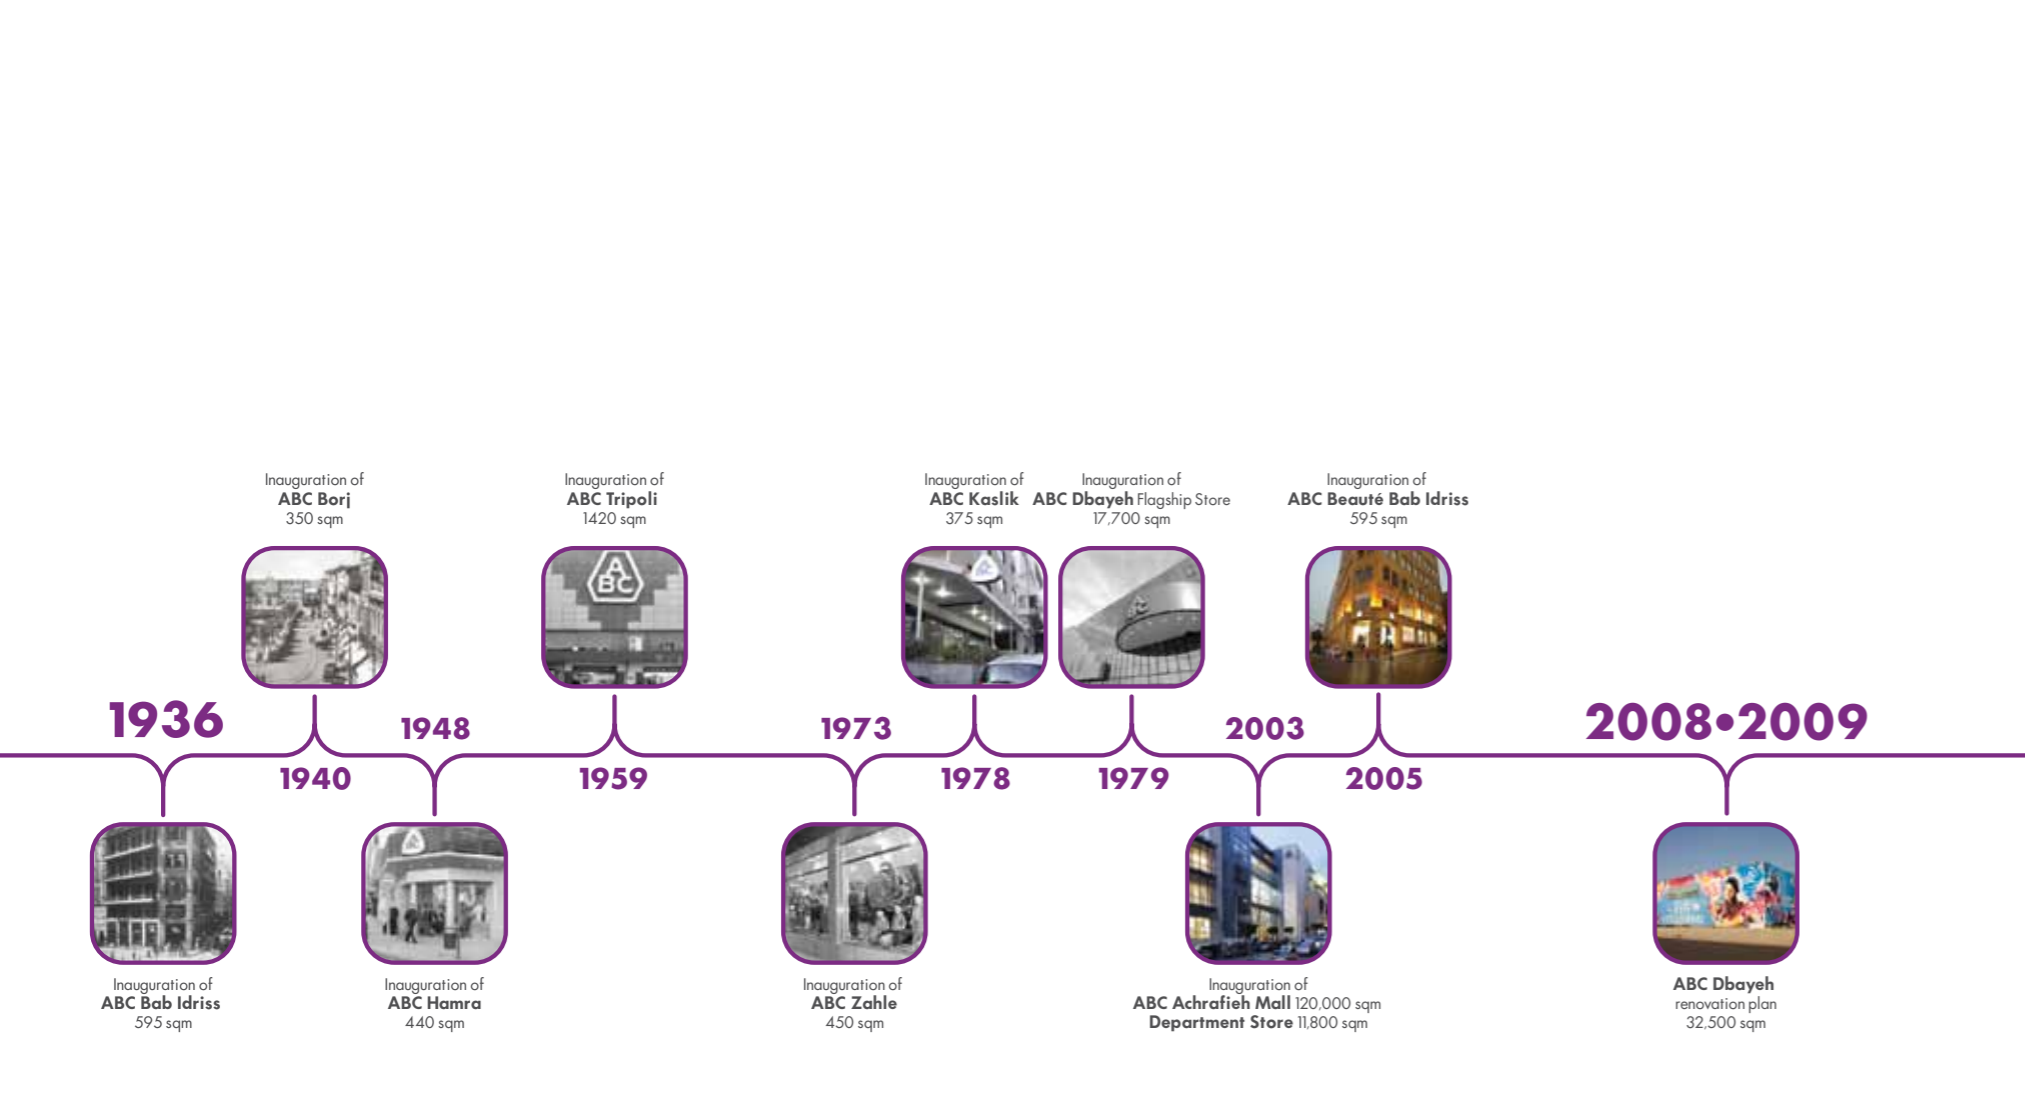 Inauguration of
ABC Borj
350 sqm
Inauguration of
ABC Tripoli
1420 sqm
Inauguration of
ABC Kaslik
375 sqm
Inauguration of
ABC Dbayeh Flagship Store
17,700 sqm
Inauguration of
ABC Beauté Bab Idriss
595 sqm
ABC
1936
1948
1973
2003
2008•2009
1940
1959
1978
1979
2005
Inauguration of
ABC Bab Idriss
595 sqm
Inauguration of
ABC Hamra
440 sqm
Inauguration of
ABC Zahle
450 sqm
Inauguration of
ABC Achrafieh Mall 120,000 sqm
Department Store 11,800 sqm
ABC Dbayeh
renovation plan
32,500 sqm